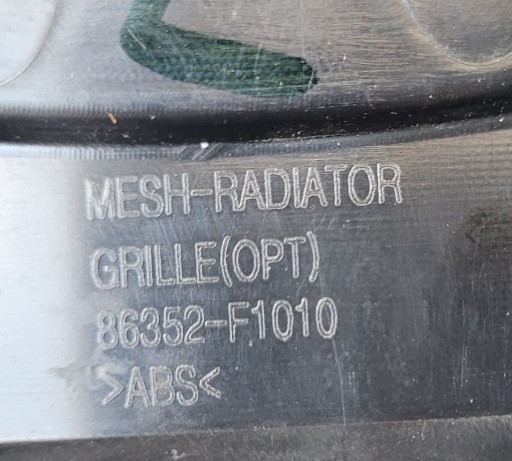 MESH-RADIATOR
GRILLE(OPT)
86352-F1010
>ABS<